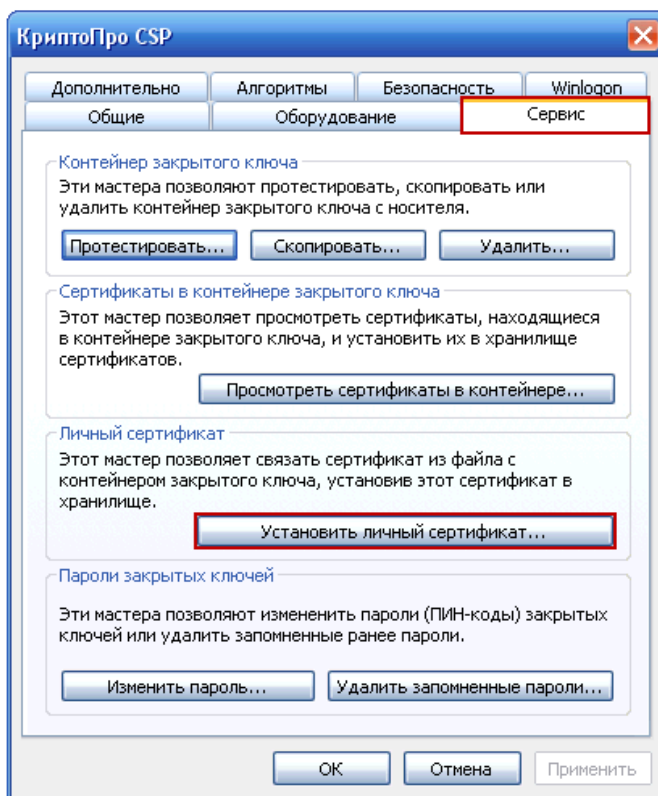 КриптоПро CSP
Дополнительно Алгоритмы Безопасность Winlogon
Общие Оборудование Сервис
Контейнер закрытого ключа
Эти мастера позволяют протестировать, скопировать или
удалить контейнер закрытого ключа с носителя.
Протестировать... Скопировать... Удалить...
Сертификаты в контейнере закрытого ключа
Этот мастер позволяет просмотреть сертификаты, находящиеся
в контейнере закрытого ключа, и установить их в хранилище
сертификатов.
Просмотреть сертификаты в контейнере...
Личный сертификат
Этот мастер позволяет связать сертификат из файла с
контейнером закрытого ключа, установив этот сертификат в
хранилище.
Установить личный сертификат...
Пароли закрытых ключей
Эти мастера позволяют измененить пароли (ПИН-коды) закрытых
ключей или удалить запомненные ранее пароли.
Изменить пароль... Удалить запомненные пароли...
ОК Отмена Применить